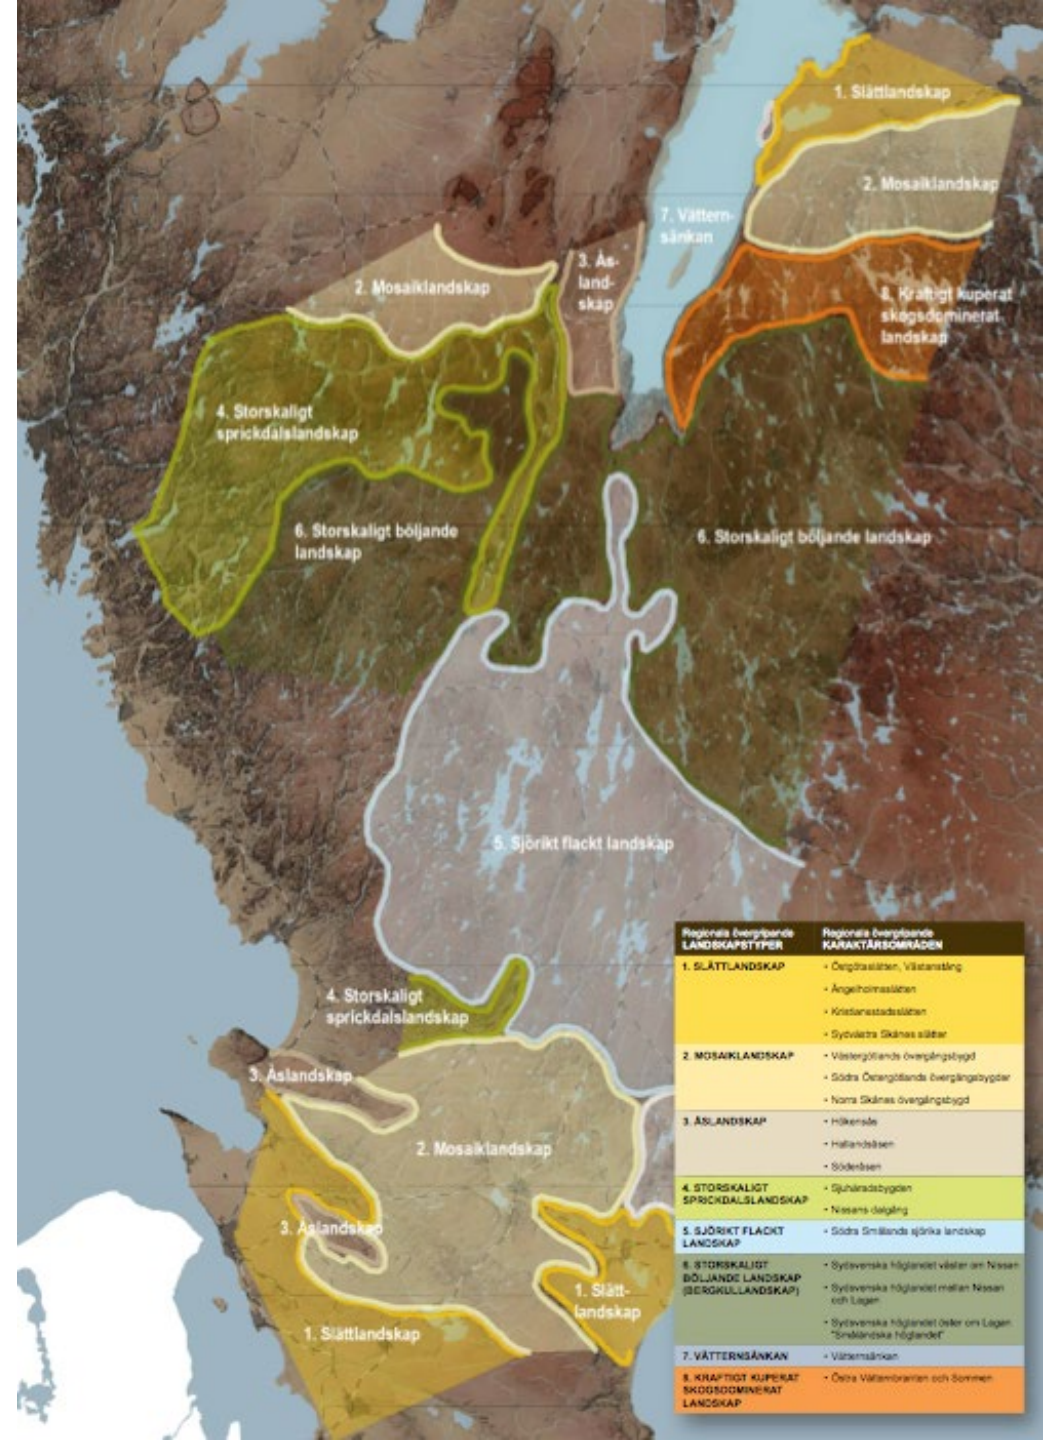 1. Slättlandskap
2. Mosaiklandskap
7. Vättern-
sänkan
3. Ås-
land-
skap
2. Mosaiklandskap
8. Kraftigt kuperat
skogsdominerat
landskap
4. Storskaligt
sprickdalslandskap
6. Storskaligt böljande
landskap
6. Storskaligt böljande landskap
5. Sjörikt flackt landskap
4. Storskaligt
sprickdalslandskap
3. Åslandskap
2. Mosaiklandskap
3. Åslandskap
1. Slätt-
landskap
1. Slättlandskap
Regionala övergripande
LANDSKAPSTYPER
Regionala övergripande
KARAKTÄRSOMRÅDEN
1. SLÄTTLANDSKAP
• Östgötaslätten, Västanstång
• Ängelholmsslätten
• Kristianstadsslätten
• Sydvästra Skånes slätter
2. MOSAIKLANDSKAP
• Västergötlands övergångsbygd
• Södra Östergötlands övergångsbygder
• Norra Skånes övergångsbygd
3. ÅSLANDSKAP
• Hökensås
• Hallandsåsen
• Söderåsen
4. STORSKALIGT
SPRICKDALSLANDSKAP
• Sjuhäradsbygden
• Nissans dalgång
5. SJÖRIKT FLACKT
LANDSKAP
• Södra Smålands sjörika landskap
6. STORSKALIGT
BÖLJANDE LANDSKAP
(BERGKULLANDSKAP)
• Sydsvenska höglandet väster om Nissan
• Sydsvenska höglandet mellan Nissan
och Lagan
• Sydsvenska höglandet öster om Lagan
"Småländska höglandet"
7. VÄTTERNSÄNKAN
• Vätternsänkan
8. KRAFTIGT KUPERAT
SKOGSDOMINERAT
LANDSKAP
• Östra Vätternbranten och Sommen